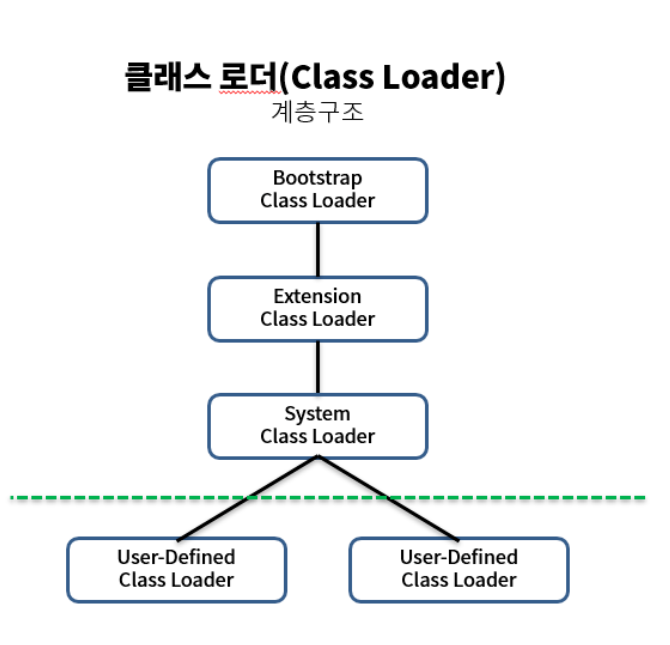 클래스 로더(Class Loader)
계층구조
Bootstrap
Class Loader
Extension
Class Loader
System
Class Loader
User-Defined
Class Loader
User-Defined
Class Loader